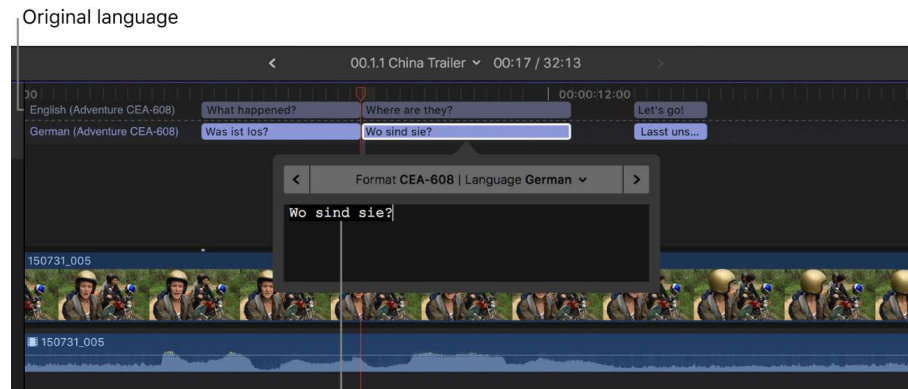 Original language
00.1.1 China Trailer 00:17 / 32:13
00:00:12:00
English (Adventure CEA-608) What happened? Where are they? Let's go!
German (Adventure CEA-608) Was ist los? Wo sind sie? Lasst uns...
Format CEA-608 | Language German
Wo sind sie?
150731_005
150731_005